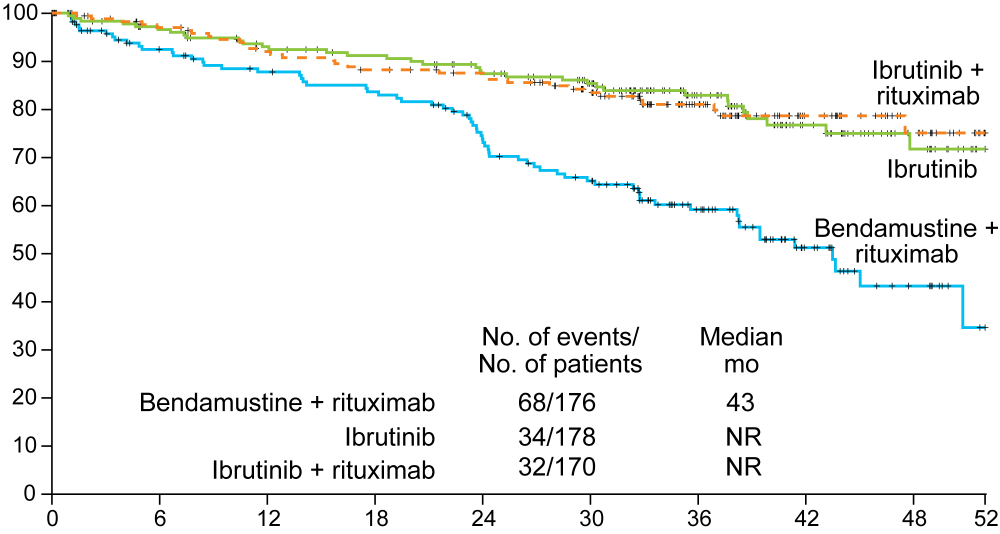 100
90
80
70
60
50
40
30
20
10
0
Ibrutinib +
rituximab
Ibrutinib
Bendamustine +
rituximab
No. of events/ Median
No. of patients mo
Bendamustine + rituximab 68/176 43
Ibrutinib 34/178 NR
Ibrutinib + rituximab 32/170 NR
0 6 12 18 24 30 36 42 48 52